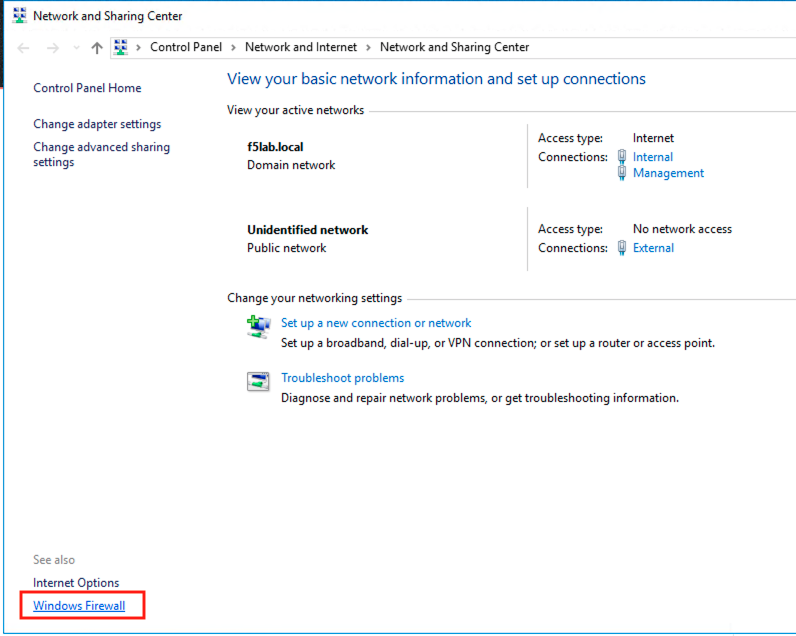 Network and Sharing Center
Control Panel > Network and Internet > Network and Sharing Center
Control Panel Home
Change adapter settings
Change advanced sharing
settings
View your basic network information and set up connections
View your active networks
f5lab.local
Domain network
Access type: Internet
Connections: Internal
Management
Unidentified network
Public network
Access type: No network access
Connections: External
Change your networking settings
Set up a new connection or network
Set up a broadband, dial-up, or VPN connection; or set up a router or access point.
Troubleshoot problems
Diagnose and repair network problems, or get troubleshooting information.
See also
Internet Options
Windows Firewall